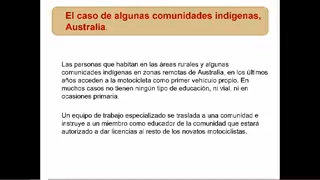 El caso de algunas comunidades indígenas,
Australia.
Las personas que habitan en las áreas rurales y algunas
comunidades indígenas en zonas remotas de Australia, en los últimos
años acceden a la motocicleta como primer vehículo propio. En
muchos casos no tienen ningún tipo de educación, ni vial, ni en
ocasiones primaria.
Un equipo de trabajo especializado se traslada a una comunidad e
instruye a un miembro como educador de la comunidad que estará
autorizado a dar licencias al resto de los novatos motociclistas.